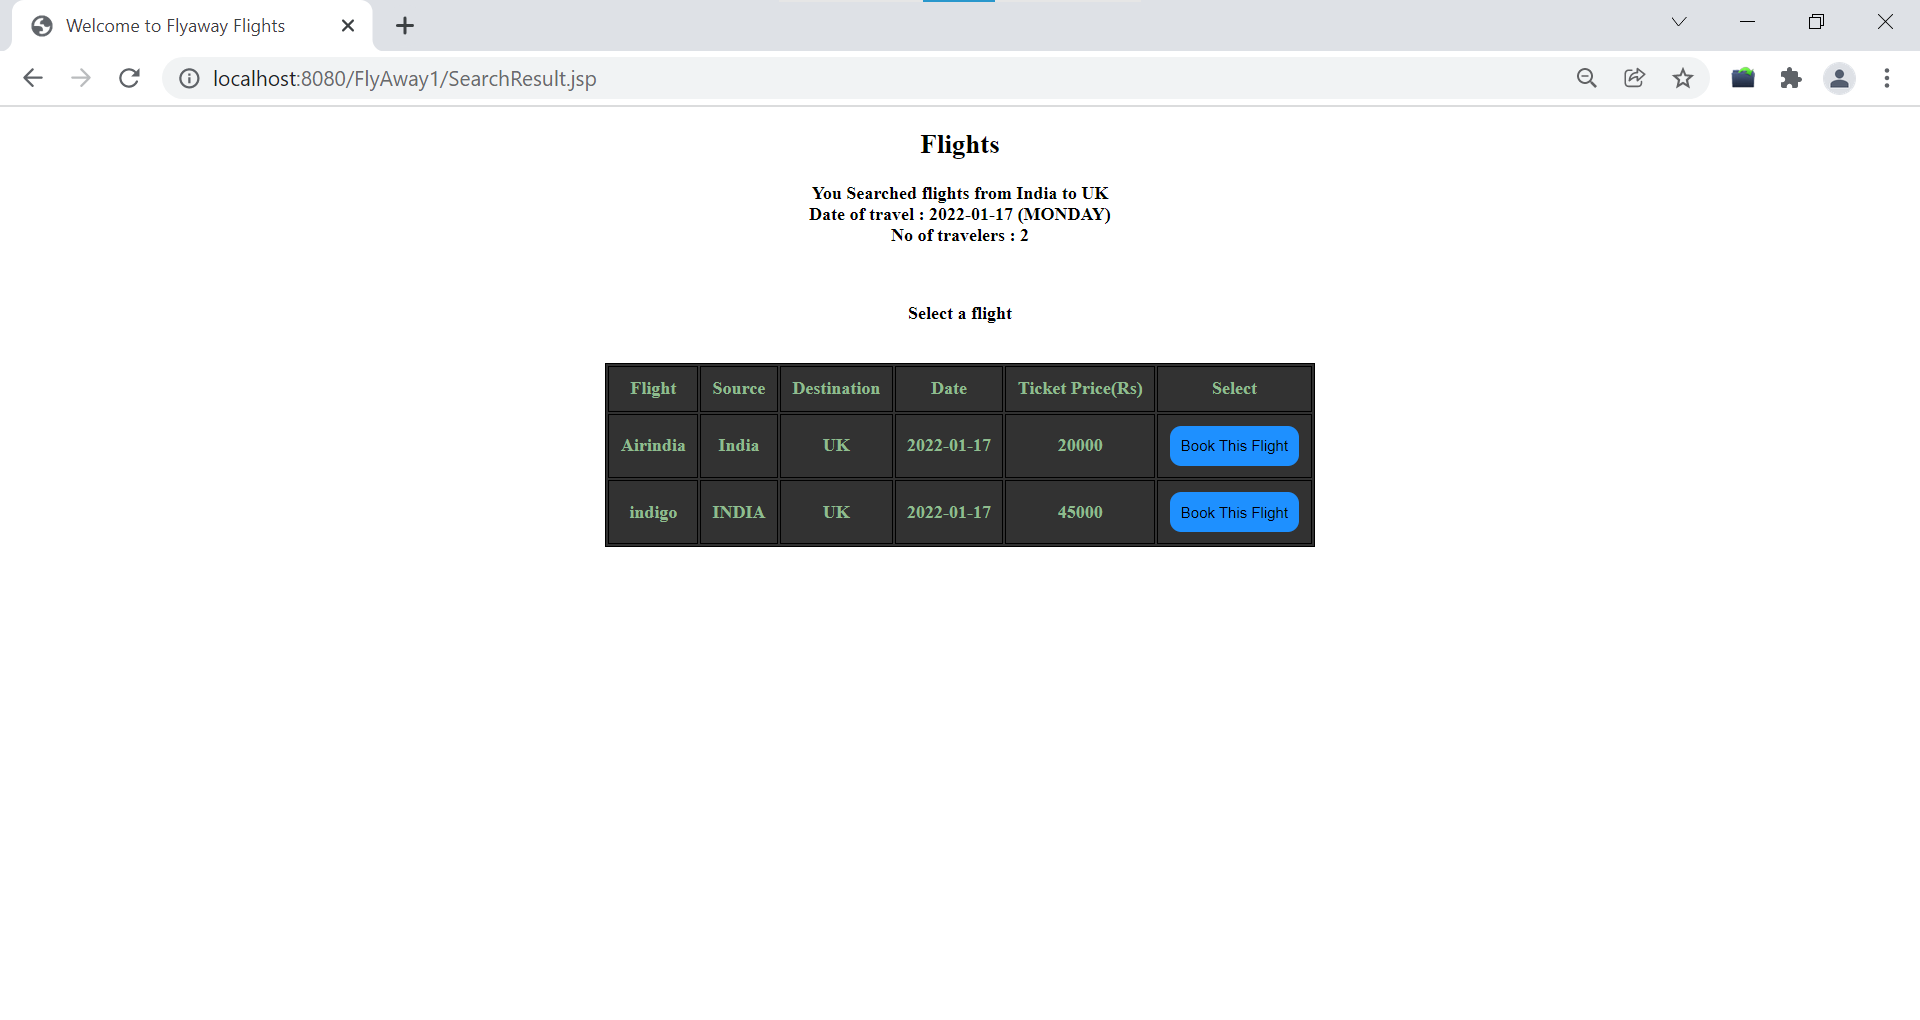 Welcome to Flyaway Flights
localhost:8080/FlyAway1/SearchResult.jsp
Flights
You Searched flights from India to UK
Date of travel : 2022-01-17 (MONDAY)
No of travelers : 2
Select a flight
Flight Source Destination Date Ticket Price(Rs) Select
Airindia India UK 2022-01-17 20000 Book This Flight
indigo INDIA UK 2022-01-17 45000 Book This Flight